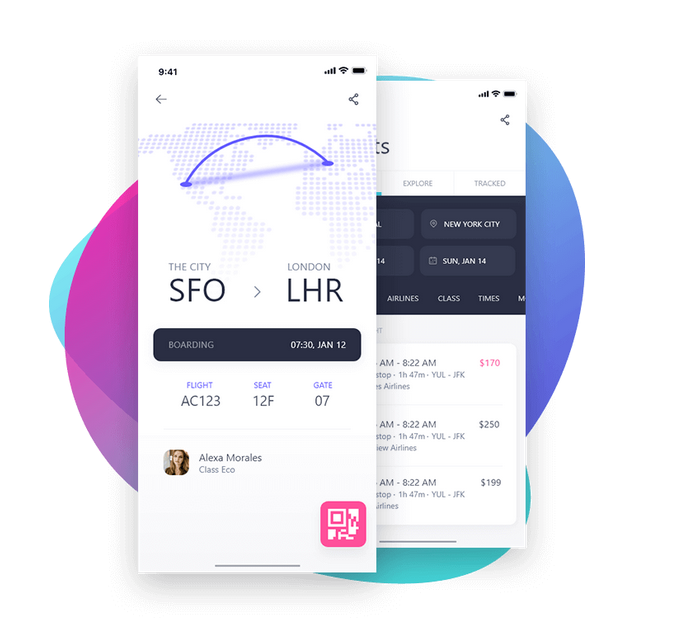 9:41
THE CITY
LONDON
SFO
LHR
BOARDING
07:30, JAN 12
FLIGHT
SEAT
GATE
AC123
12F
07
Alexa Morales
Class Eco
ts
EXPLORE
TRACKED
AL
NEW YORK CITY
14
SUN, JAN 14
AIRLINES
CLASS
TIMES
HT
AM - 8:22 AM
$170
stop · 1h 47m · YUL - JFK
es Airlines
AM - 8:22 AM
$250
stop · 1h 47m · YUL - JFK
iew Airlines
AM - 8:22 AM
$199
stop · 1h 47m · YUL - JFK
irlines